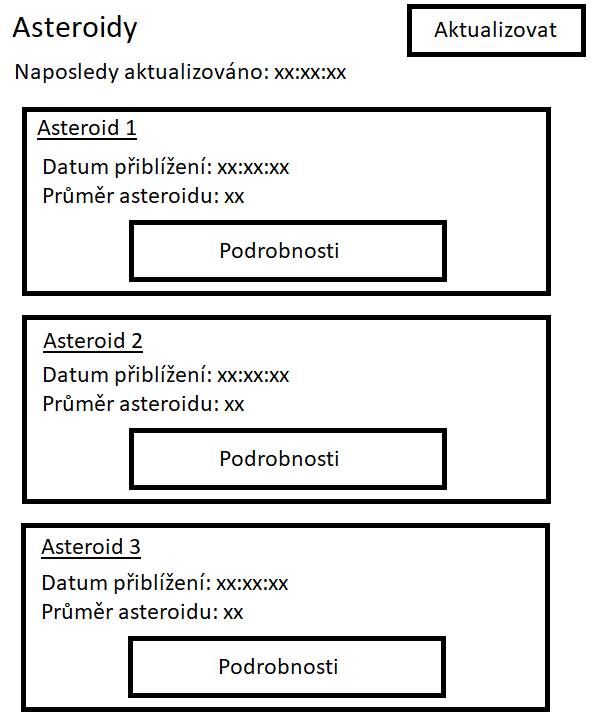 Asteroidy
Aktualizovat
Naposledy aktualizováno: xx:xx:xx
Asteroid 1
Datum přiblížení: xx:xx:xx
Průměr asteroidu: xx
Podrobnosti
Asteroid 2
Datum přiblížení: xx:xx:xx
Průměr asteroidu: xx
Podrobnosti
Asteroid 3
Datum přiblížení: xx:xx:xx
Průměr asteroidu: xx
Podrobnosti